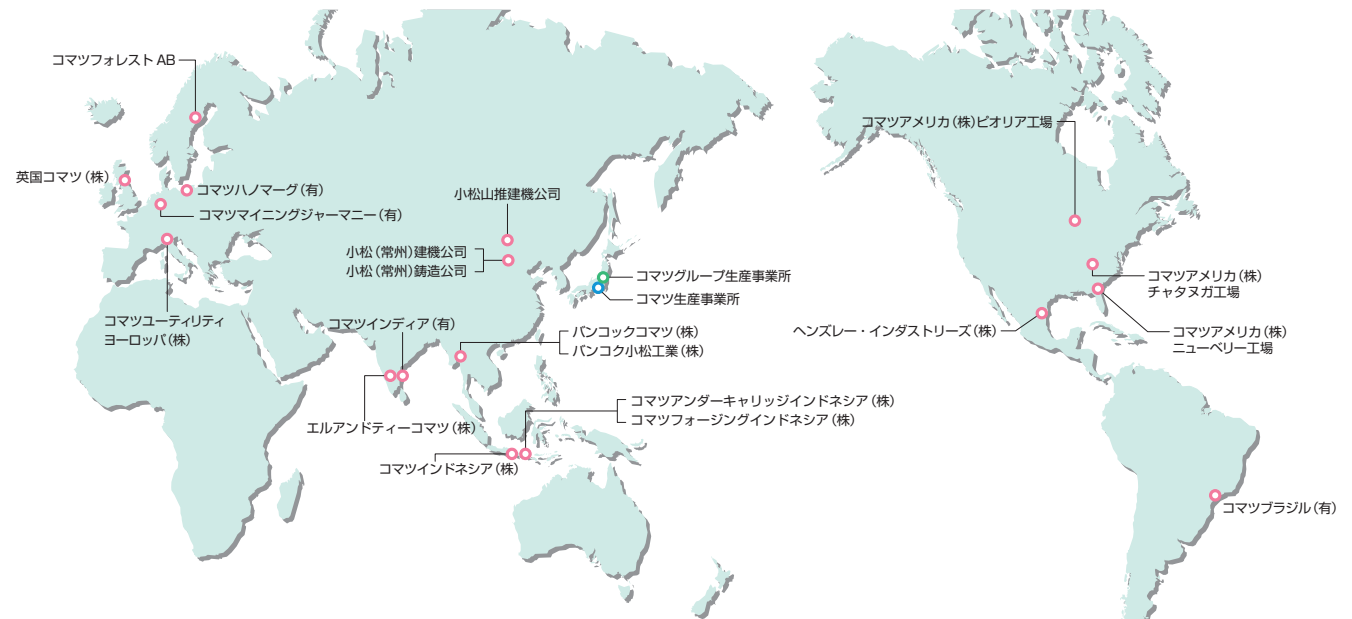 コマツフォレスト AB
英国コマツ（株）
コマツハノマーグ（有）
コマツマイニングジャーマニー（有）
コマツユーティリティ
ヨーロッパ（株）
小松山推建機公司
小松（常州）建機公司
小松（常州）鋳造公司
コマツグループ生産事業所
コマツ生産事業所
コマツインディア（有）
バンコックコマツ（株）
バンコク小松工業（株）
エルアンドティーコマツ（株）
コマツアンダーキャリッジインドネシア（株）
コマツフォージングインドネシア（株）
コマツインドネシア（株）
コマツアメリカ（株）ピオリア工場
コマツアメリカ（株）
チャタヌガ工場
ヘンズレー・インダストリーズ（株）
コマツアメリカ（株）
ニューベリー工場
コマツブラジル（有）